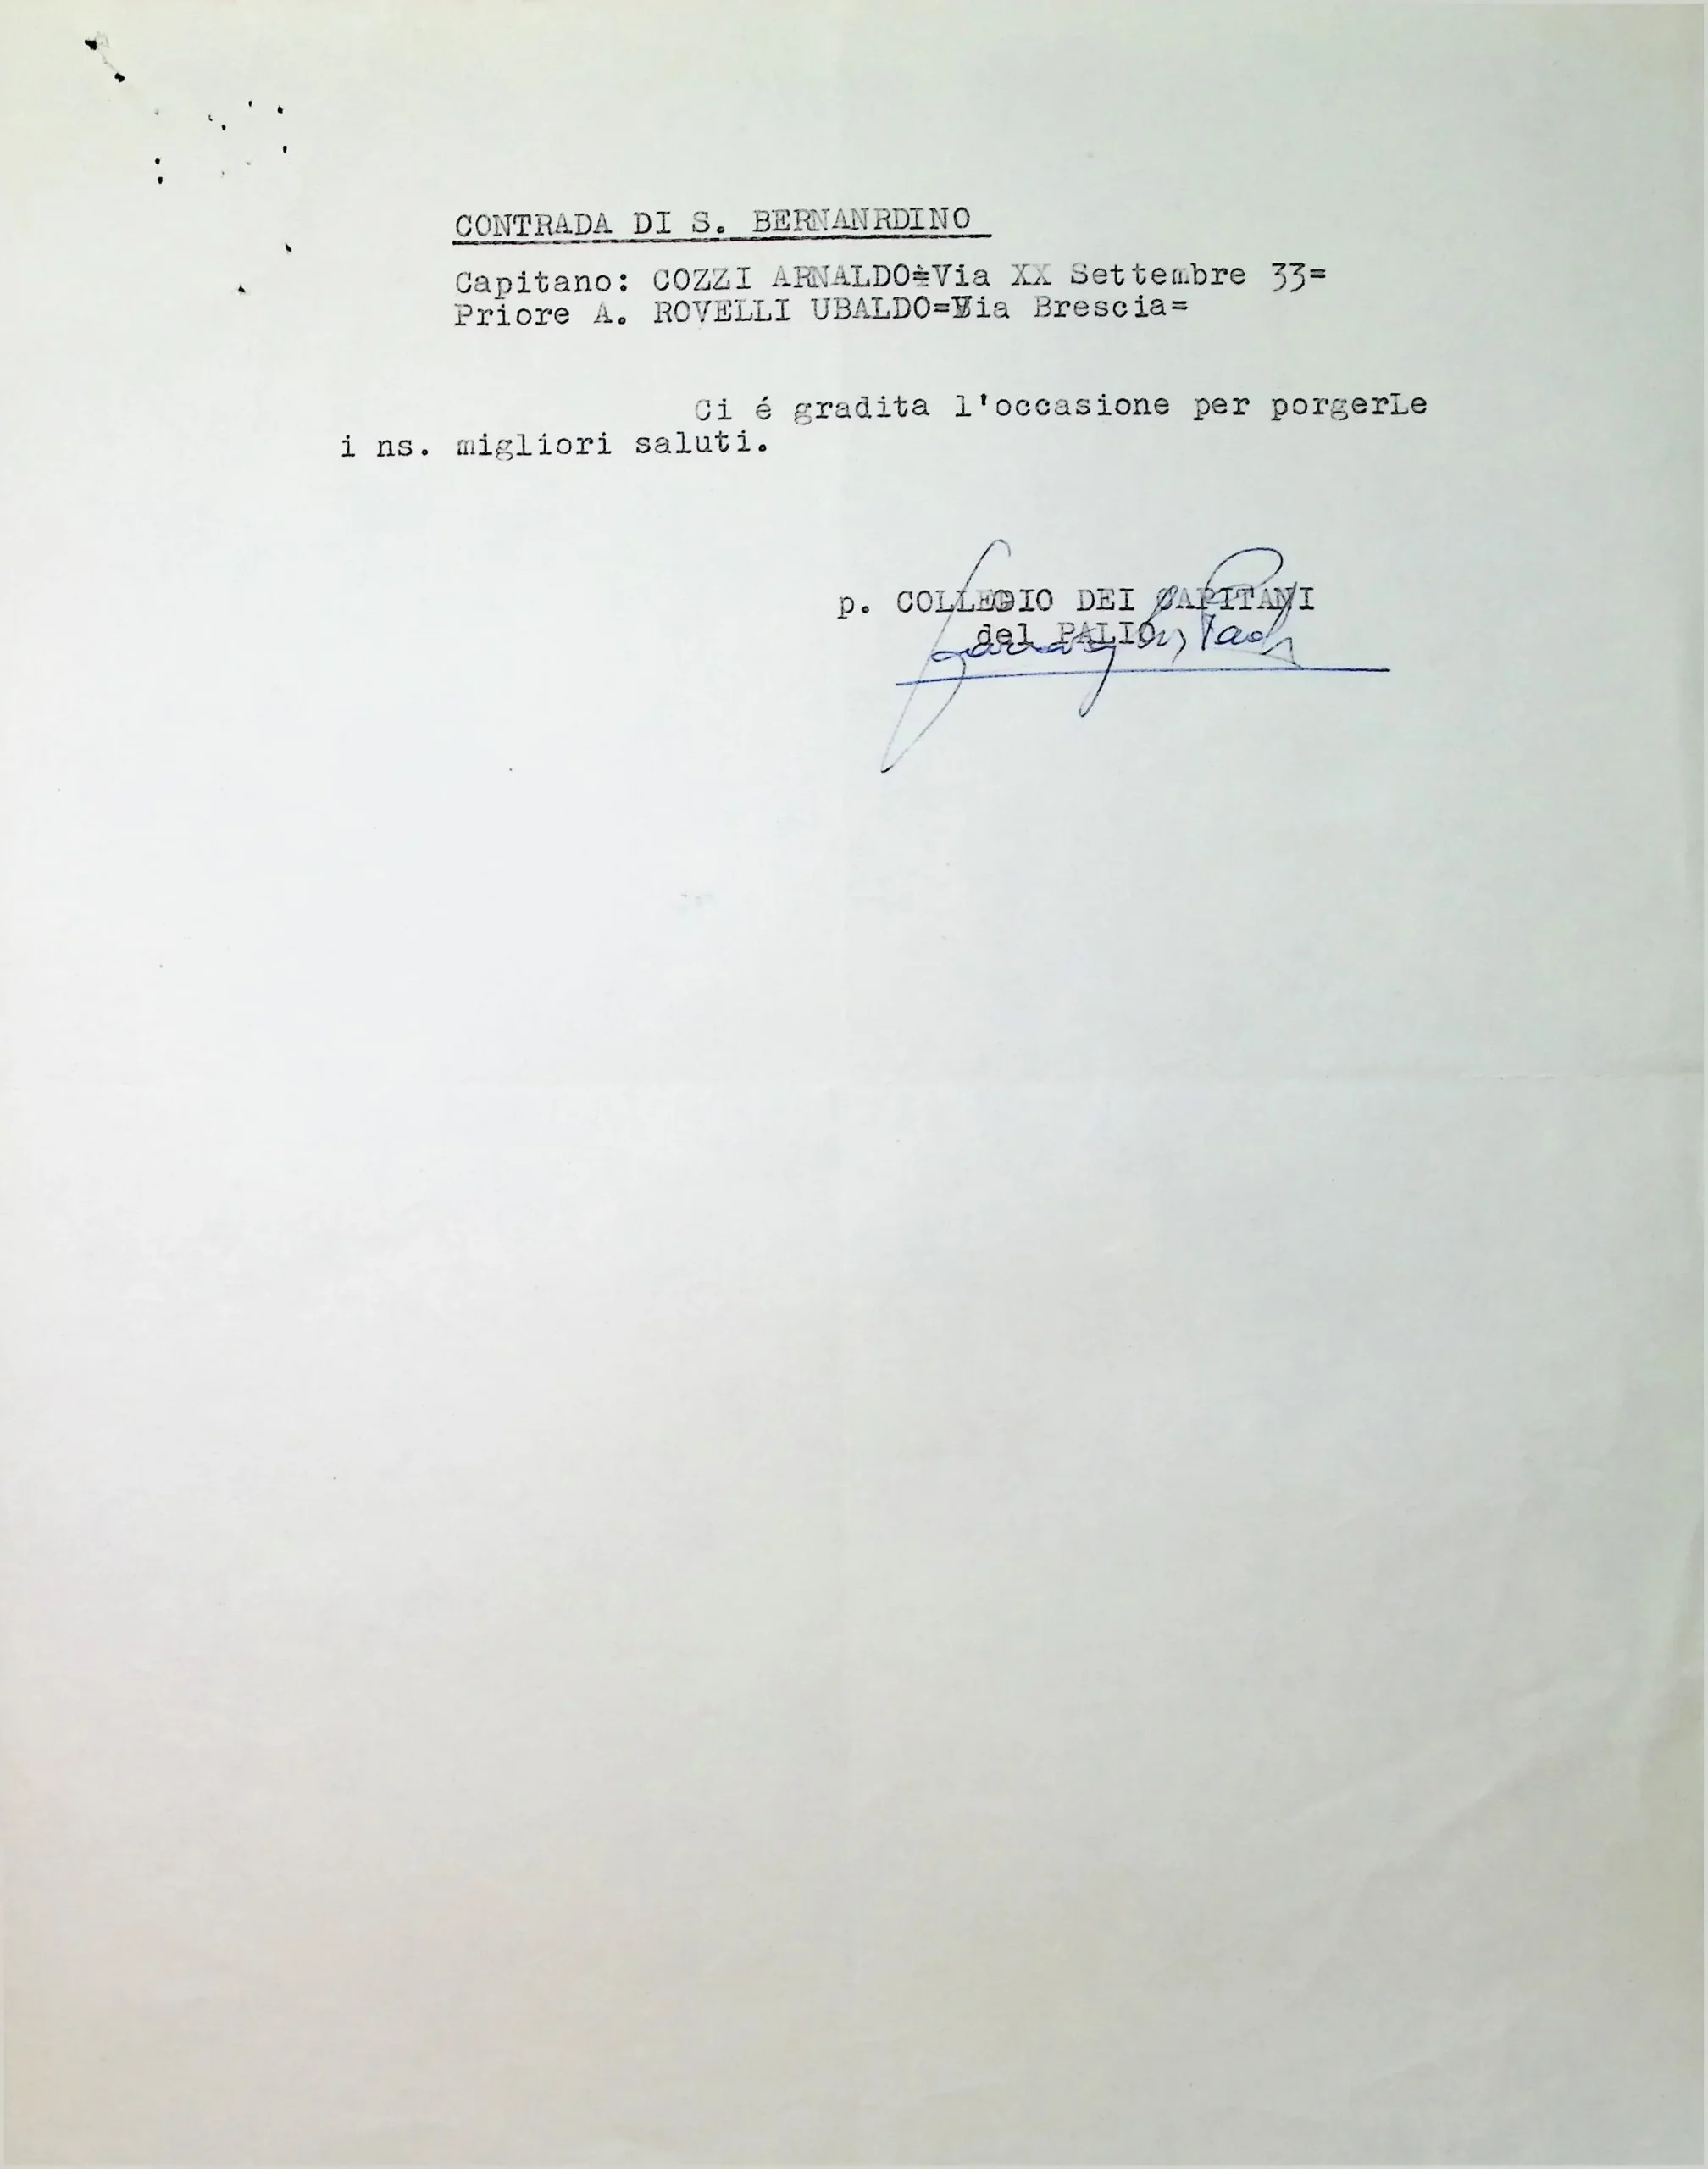 CONTRADA DI S. BERNANRDINO
Capitano: COZZI ARNALDO=Via XX Settembre 33=
Priore A. ROVELLI UBALDO=Via Brescia=
Ci é gradita l'occasione per porgerLe
i ns. migliori saluti.
p. COLLEGIO DEI CAPITANI
del PALIO